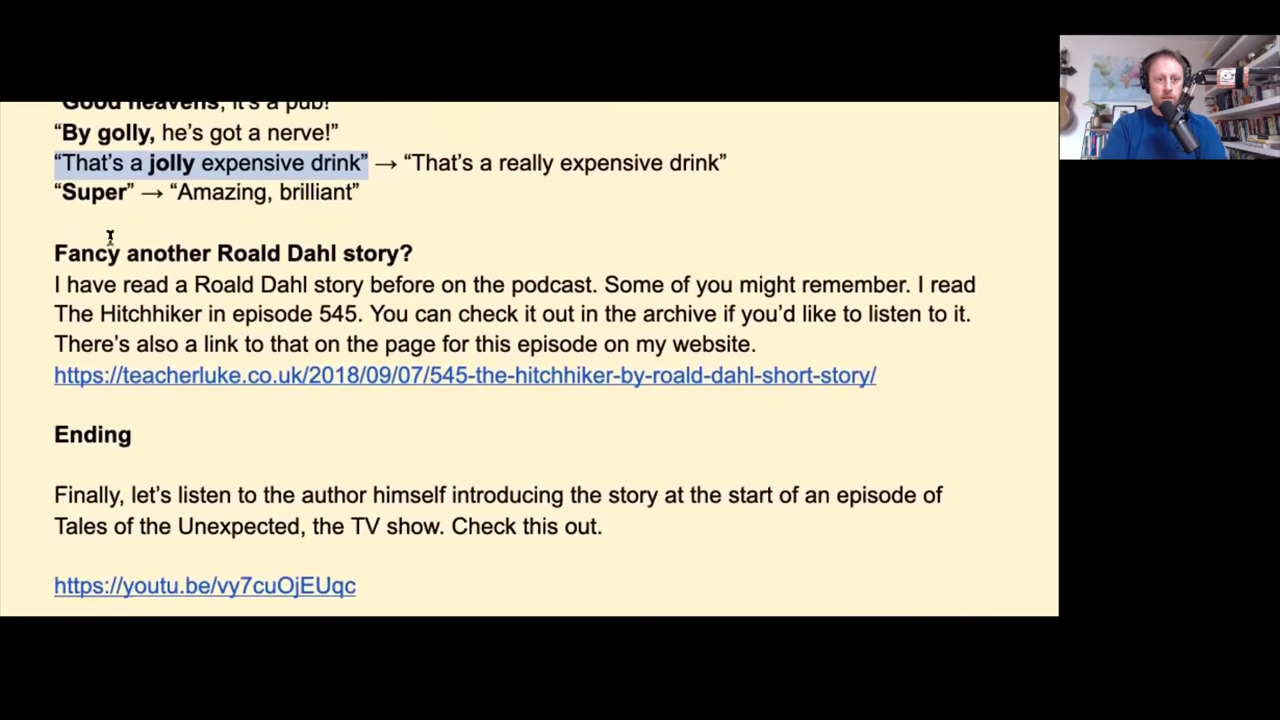 “Good heavens, it’s a pub!”
“By golly, he’s got a nerve!”
“That’s a jolly expensive drink” → “That’s a really expensive drink”
“Super” → “Amazing, brilliant”
Fancy another Roald Dahl story?
I have read a Roald Dahl story before on the podcast. Some of you might remember. I read
The Hitchhiker in episode 545. You can check it out in the archive if you’d like to listen to it.
There’s also a link to that on the page for this episode on my website.
https://teacherluke.co.uk/2018/09/07/545-the-hitchhiker-by-roald-dahl-short-story/
Ending
Finally, let’s listen to the author himself introducing the story at the start of an episode of
Tales of the Unexpected, the TV show. Check this out.
https://youtu.be/vy7cuOjEUqc